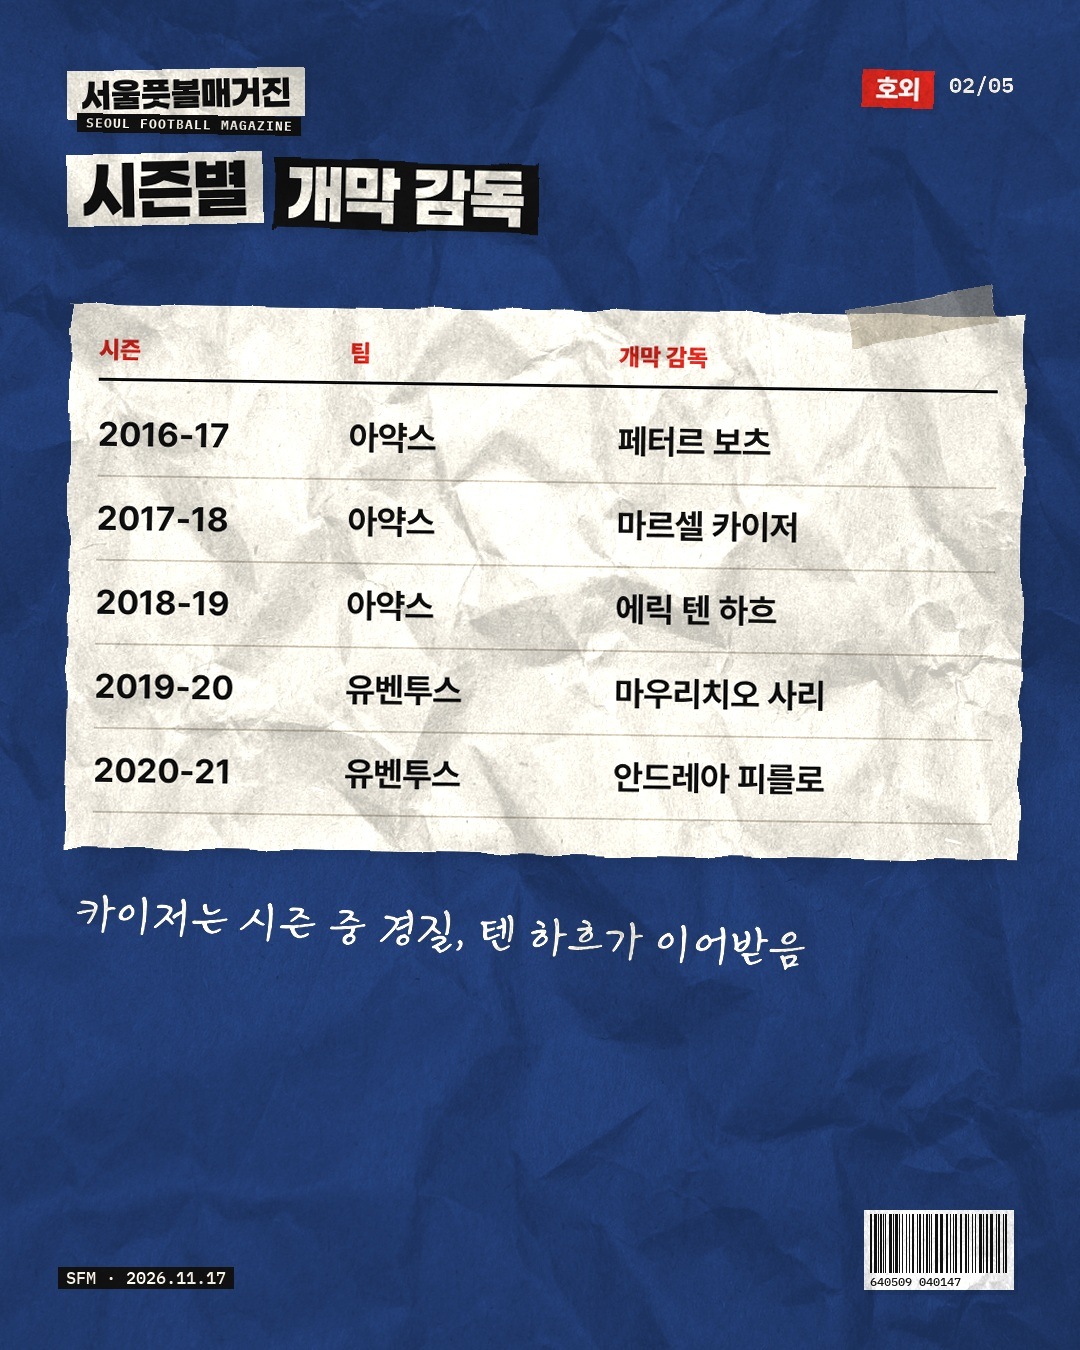 서울풋볼매거진
SEOUL FOOTBALL MAGAZINE
호외 02/05
시즌별 개막 감독
시즌 팀 개막 감독
2016-17 아약스 페터르 보츠
2017-18 아약스 마르셀 카이저
2018-19 아약스 에릭 텐 하흐
2019-20 유벤투스 마우리치오 사리
2020-21 유벤투스 안드레아 피를로
카이저는 시즌 중 경질, 텐 하흐가 이어받음
SFM · 2026.11.17
640509 040147